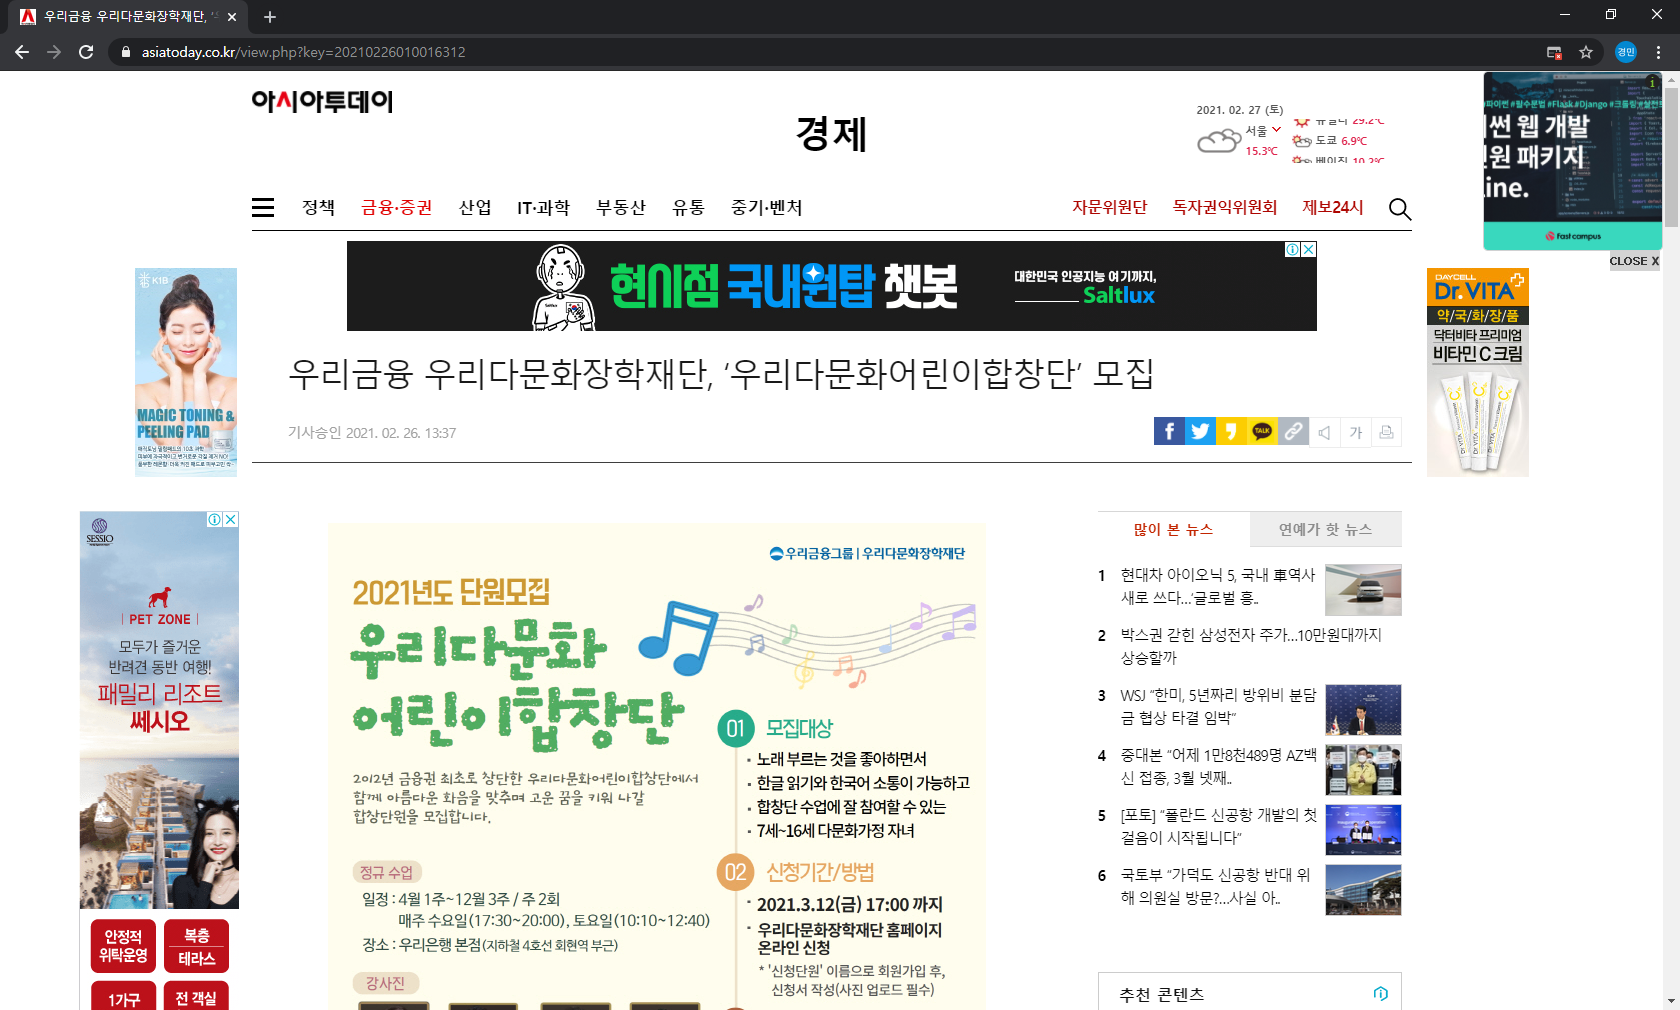 우리금융 우리다문화장학재단, ‘우
asiatoday.co.kr/view.php?key=20210226010016312
경민
아시아투데이
경제
2021. 02. 27 (토)
서울
15.3℃
29.2℃
도쿄 6.9℃
베이징 10.2℃
정책 금융·증권 산업 IT·과학 부동산 유통 중기·벤처
자문위원단 독자권익위원회 제보24시
#파이썬 #필수문법 #Flask #Django #크롤링
썬 웹 개발
원 패키지
ine.
Fast campus
CLOSE X
현시점 국내원탑 챗봇
대한민국 인공지능 여기까지,
Saltlux
우리금융 우리다문화장학재단, ‘우리다문화어린이합창단’ 모집
기사승인 2021. 02. 26. 13:37
TALK
가
K1B
MAGIC TONING &
PEELING PAD
DAYCELL
Dr.VITA
약/국/화/장/품
닥터비타 프리미엄
비타민 C 크림
SESSIO
PET ZONE
모두가 즐거운
반려견 동반 여행!
패밀리 리조트
쎄시오
안정적
위탁운영
복층
테라스
1가구
전 객실
우리금융그룹 | 우리다문화장학재단
2021년도 단원모집
우리다문화
어린이합창단
2012년 금융권 최초로 창단한 우리다문화어린이합창단에서
함께 아름다운 화음을 맞추며 고운 꿈을 키워 나갈
합창단원을 모집합니다.
정규 수업
일정 : 4월 1주~12월 3주 / 주 2회
매주 수요일(17:30~20:00), 토요일(10:10~12:40)
장소 : 우리은행 본점(지하철 4호선 회현역 부근)
강사진
01 모집대상
· 노래 부르는 것을 좋아하면서
· 한글 읽기와 한국어 소통이 가능하고
· 합창단 수업에 잘 참여할 수 있는
· 7세~16세 다문화가정 자녀
02 신청기간/방법
· 2021.3.12(금) 17:00 까지
· 우리다문화장학재단 홈페이지
온라인 신청
* '신청단원' 이름으로 회원가입 후,
신청서 작성(사진 업로드 필수)
많이 본 뉴스 연예가 핫 뉴스
1 현대차 아이오닉 5, 국내 車역사
새로 쓰다…‘글로벌 흥..
2 박스권 갇힌 삼성전자 주가…10만원대까지
상승할까
3 WSJ “한미, 5년짜리 방위비 분담
금 협상 타결 임박”
4 중대본 “어제 1만8천489명 AZ백
신 접종, 3월 넷째..
5 [포토] “폴란드 신공항 개발의 첫
걸음이 시작됩니다”
6 국토부 “가덕도 신공항 반대 위
해 의원실 방문?…사실 아..
추천 콘텐츠